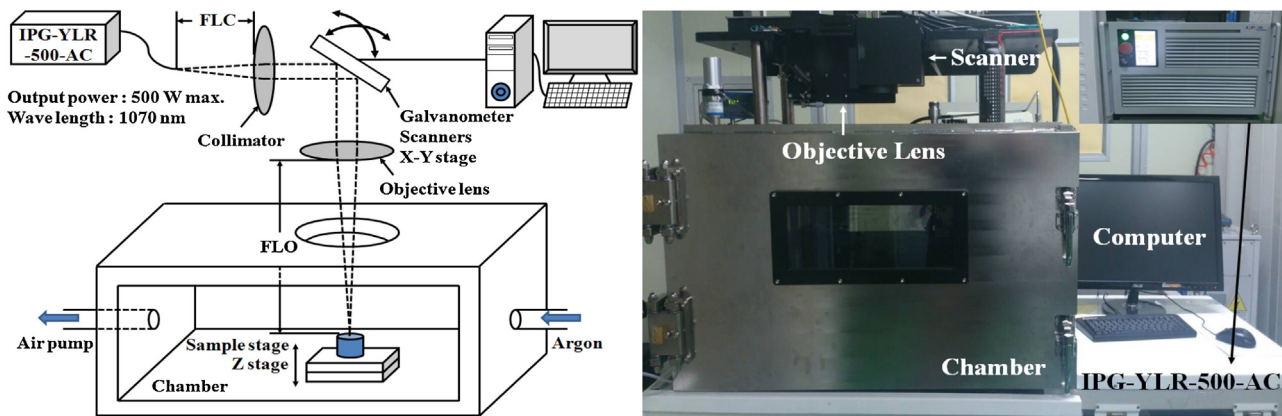 IPG-YLR
-500-AC
FLC
Output power : 500 W max.
Wave length : 1070 nm
Collimator
Galvanometer
Scanners
X-Y stage
Objective lens
FLO
Air pump
Sample stage
Z stage
Argon
Chamber
Scanner
Objective Lens
Computer
Chamber
IPG-YLR-500-AC